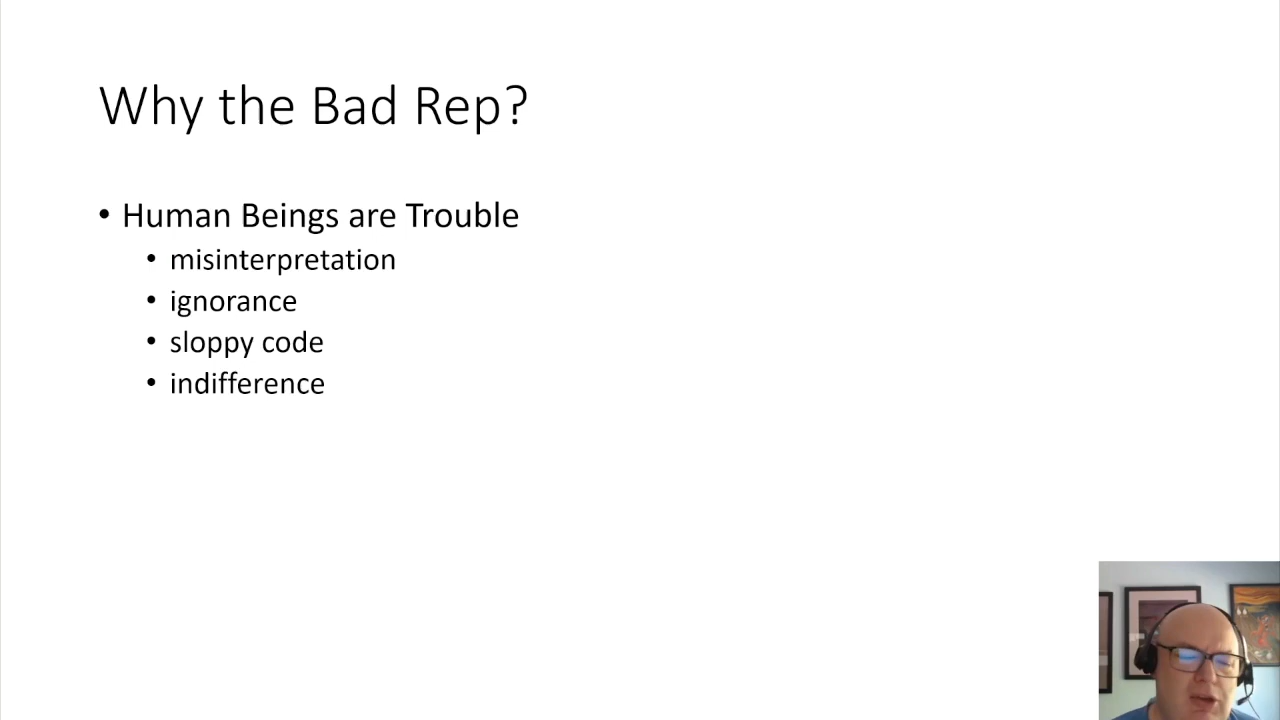 Why the Bad Rep?
• Human Beings are Trouble
• misinterpretation
• ignorance
• sloppy code
• indifference